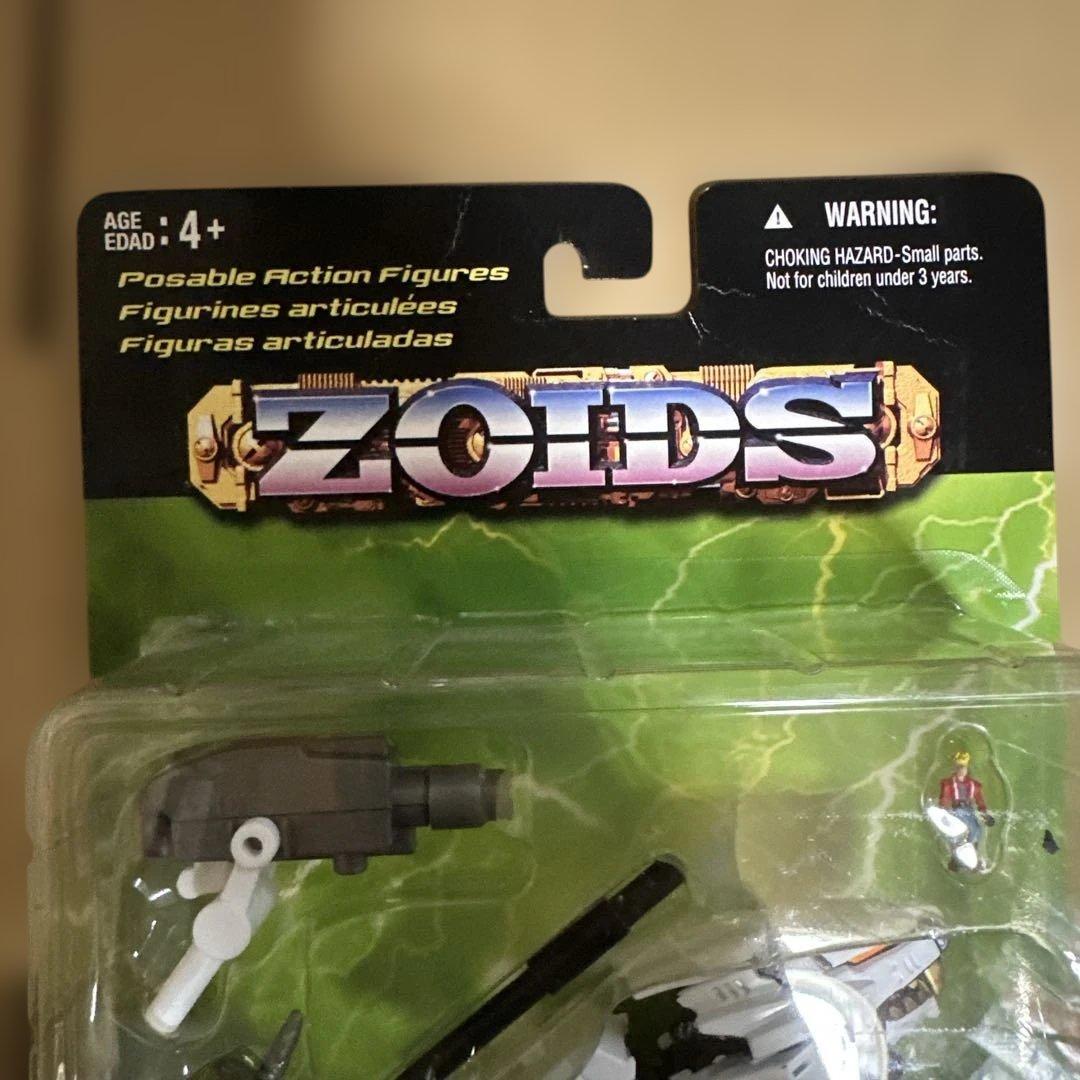 AGE
EDAD : 4+
Posable Action Figures
Figurines articulées
Figuras articuladas
WARNING:
CHOKING HAZARD-Small parts.
Not for children under 3 years.
ZOIDS